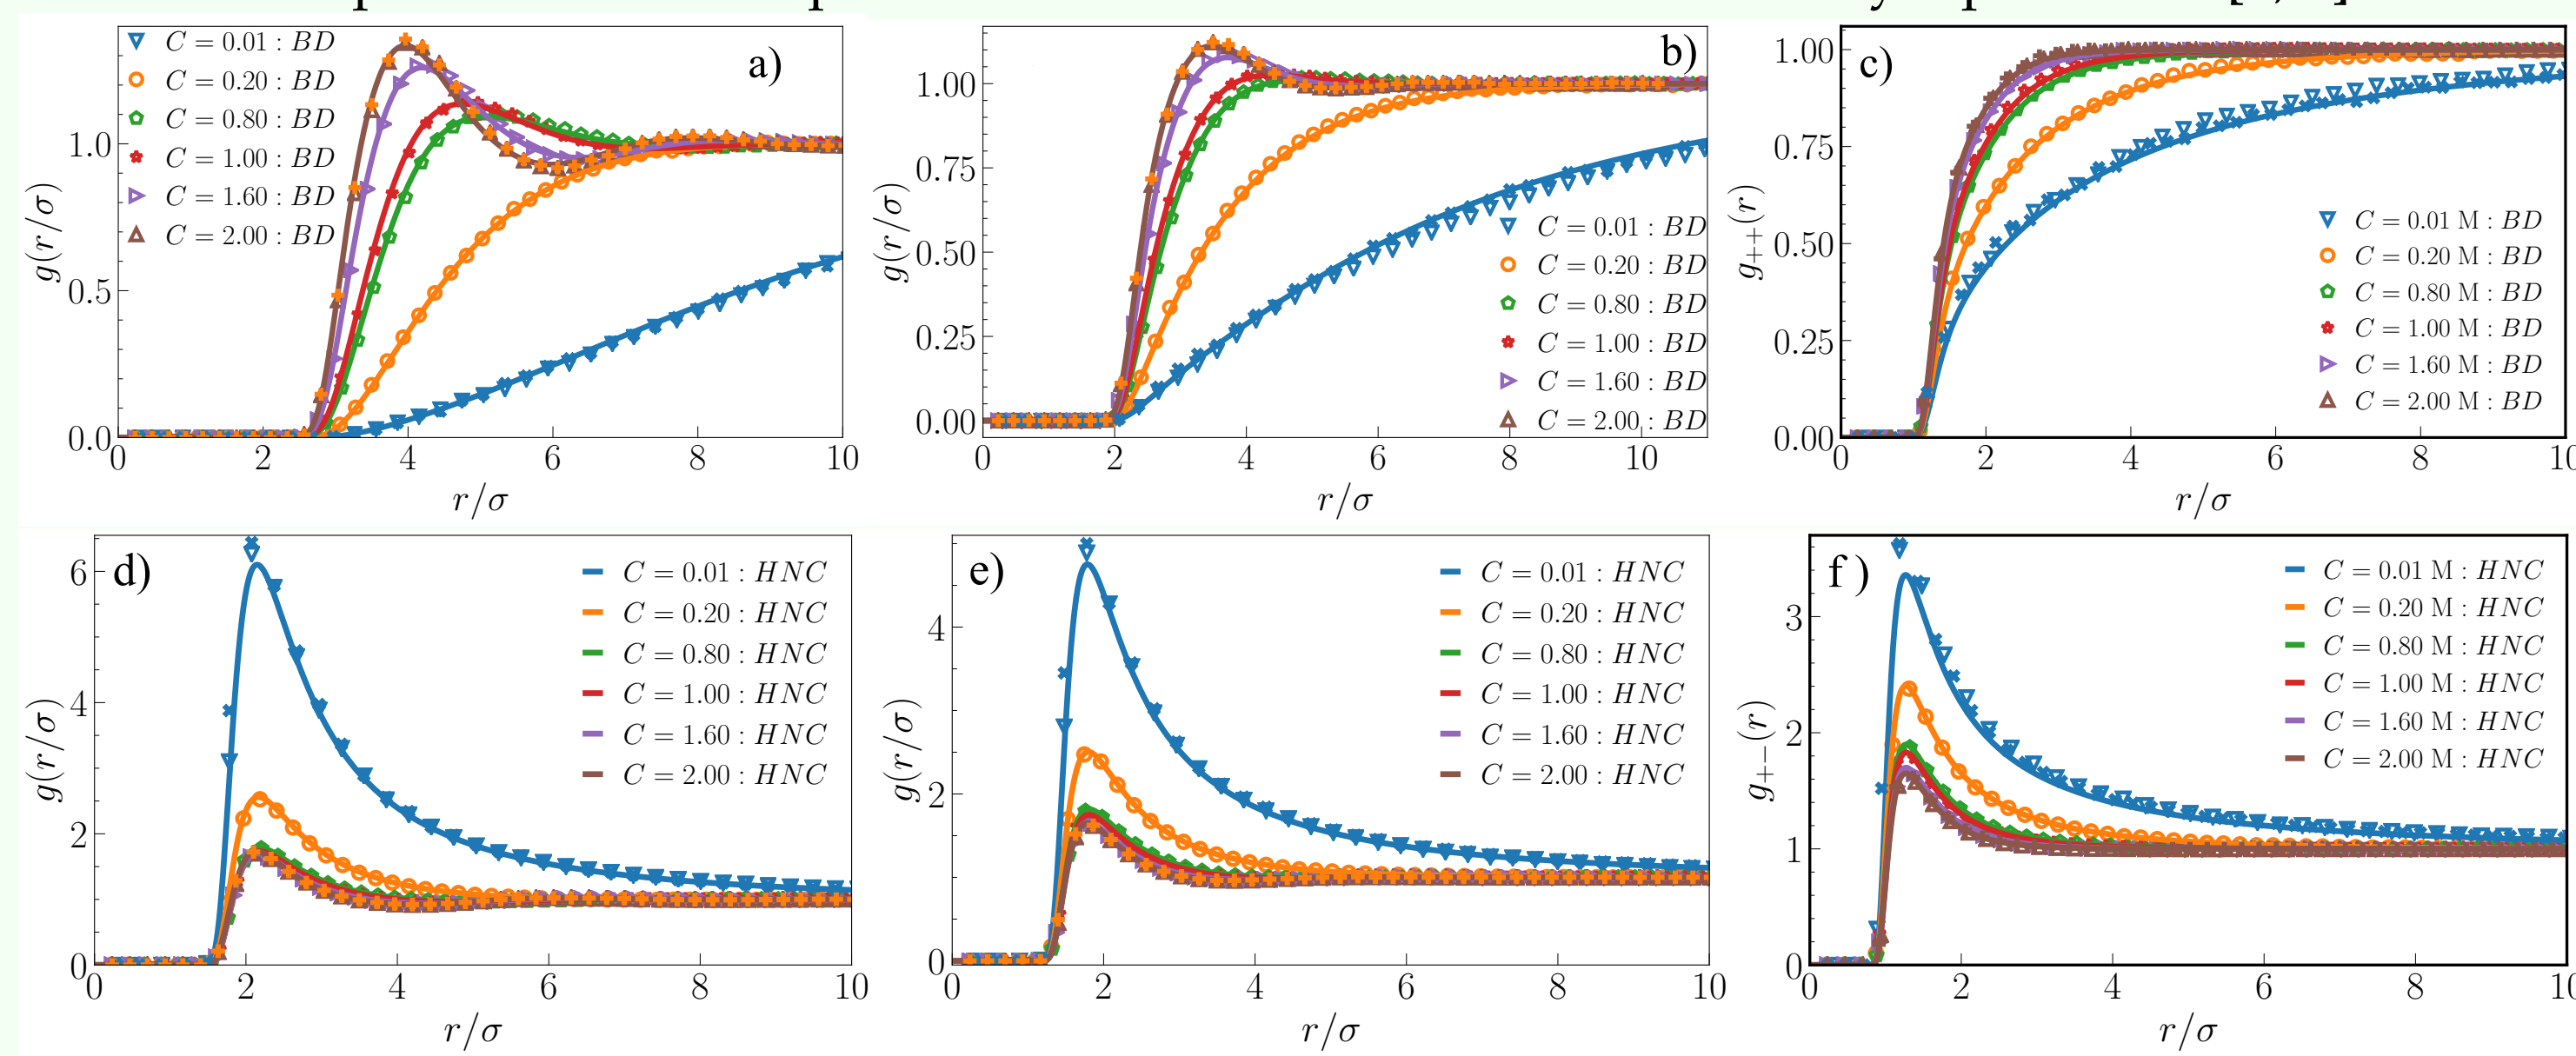 a)
C = 0.01 : BD
C = 0.20 : BD
C = 0.80 : BD
C = 1.00 : BD
C = 1.60 : BD
C = 2.00 : BD
g(r/σ)
1.0
0.5
0.0
0 2 4 6 8 10
r/σ
b)
C = 0.01 : BD
C = 0.20 : BD
C = 0.80 : BD
C = 1.00 : BD
C = 1.60 : BD
C = 2.00 : BD
g(r/σ)
1.00
0.75
0.50
0.25
0.00
0 2 4 6 8 10
r/σ
c)
C = 0.01 M : BD
C = 0.20 M : BD
C = 0.80 M : BD
C = 1.00 M : BD
C = 1.60 M : BD
C = 2.00 M : BD
g++(r)
1.00
0.75
0.50
0.25
0.00
0 2 4 6 8 10
r/σ
d)
C = 0.01 : HNC
C = 0.20 : HNC
C = 0.80 : HNC
C = 1.00 : HNC
C = 1.60 : HNC
C = 2.00 : HNC
g(r/σ)
6
4
2
0
0 2 4 6 8 10
r/σ
e)
C = 0.01 : HNC
C = 0.20 : HNC
C = 0.80 : HNC
C = 1.00 : HNC
C = 1.60 : HNC
C = 2.00 : HNC
g(r/σ)
4
2
0
0 2 4 6 8 10
r/σ
f )
C = 0.01 M : HNC
C = 0.20 M : HNC
C = 0.80 M : HNC
C = 1.00 M : HNC
C = 1.60 M : HNC
C = 2.00 M : HNC
g+−(r)
3
2
1
0
0 2 4 6 8 10
r/σ